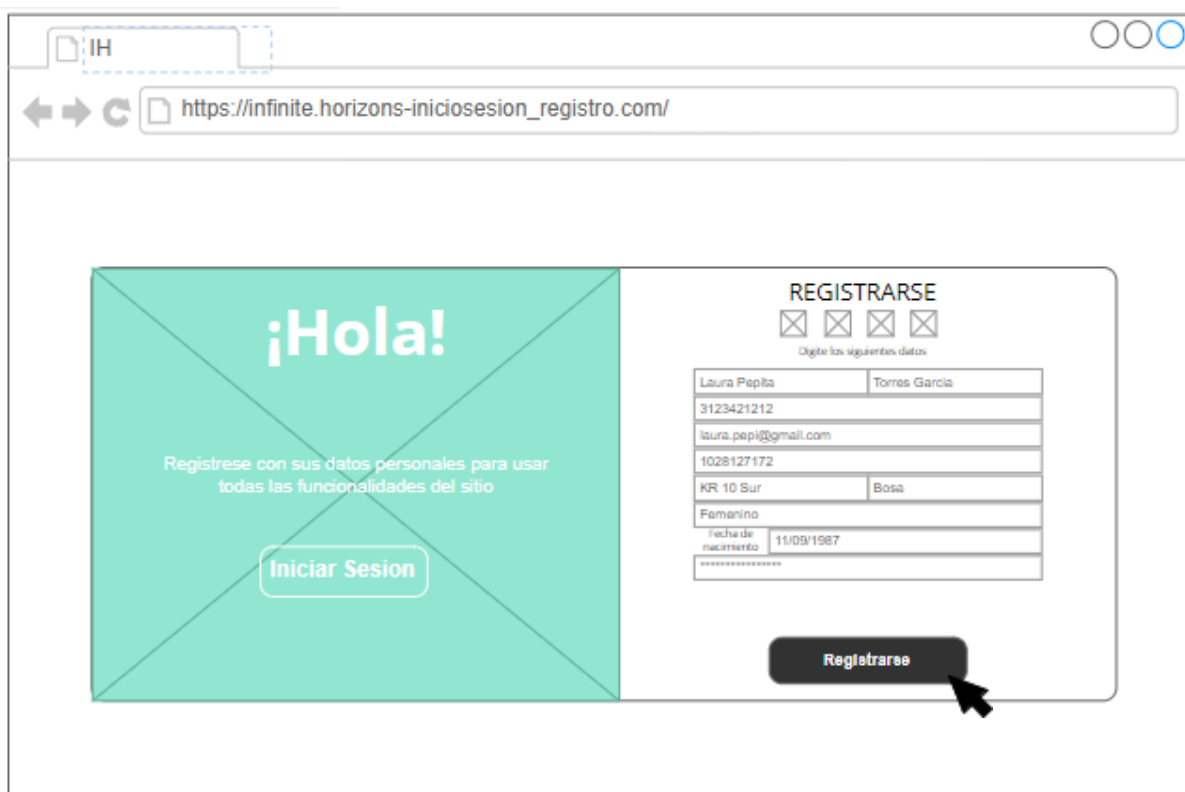 IH
https://infinite.horizons-iniciosesion_registro.com/
¡Hola!
Registrese con sus datos personales para usar
todas las funcionalidades del sitio
Iniciar Sesion
REGISTRARSE
Digite los siguientes datos
Laura Pepita Torres Garcia
3123421212
laura.pepi@gmail.com
1028127172
KR 10 Sur Bosa
Femenino
Fecha de
nacimiento 11/09/1987
****************
Registrarse